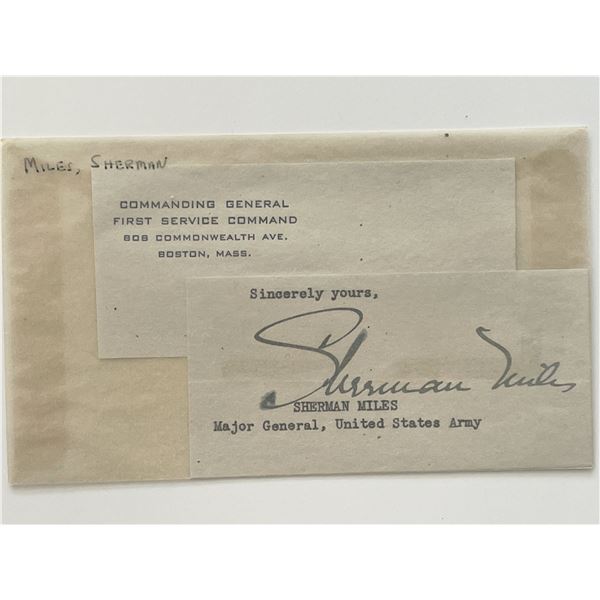 MILES, SHERMAN
COMMANDING GENERAL
FIRST SERVICE COMMAND
808 COMMONWEALTH AVE.
BOSTON, MASS.
Sincerely yours,
Sherman Miles
SHERMAN MILES
Major General, United States Army